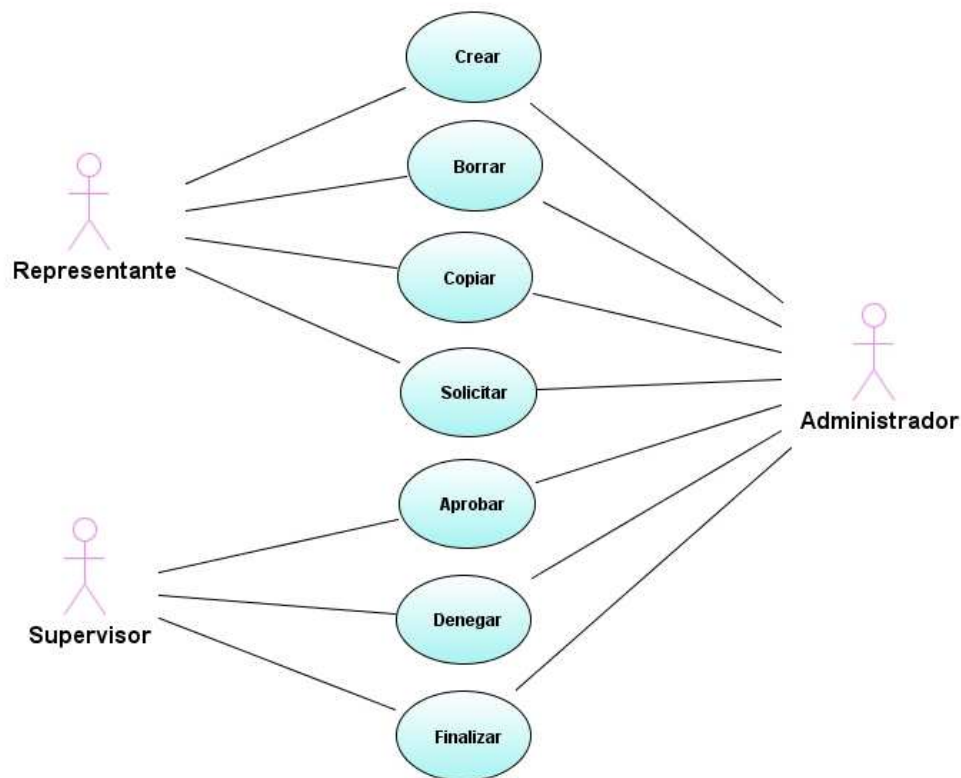 Crear
Borrar
Representante
Copiar
Solicitar
Administrador
Aprobar
Supervisor
Denegar
Finalizar